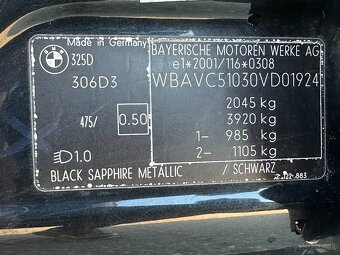 Made in Germany BAYERISCHE MOTOREN WERKE AG
325D e1*2001/116*0308
306D3 WBAVC51030VD01924
2045 kg
475/ 0.50 3920 kg
1- 985 kg
1.0 2- 1105 kg
BLACK SAPPHIRE METALLIC / SCHWARZ